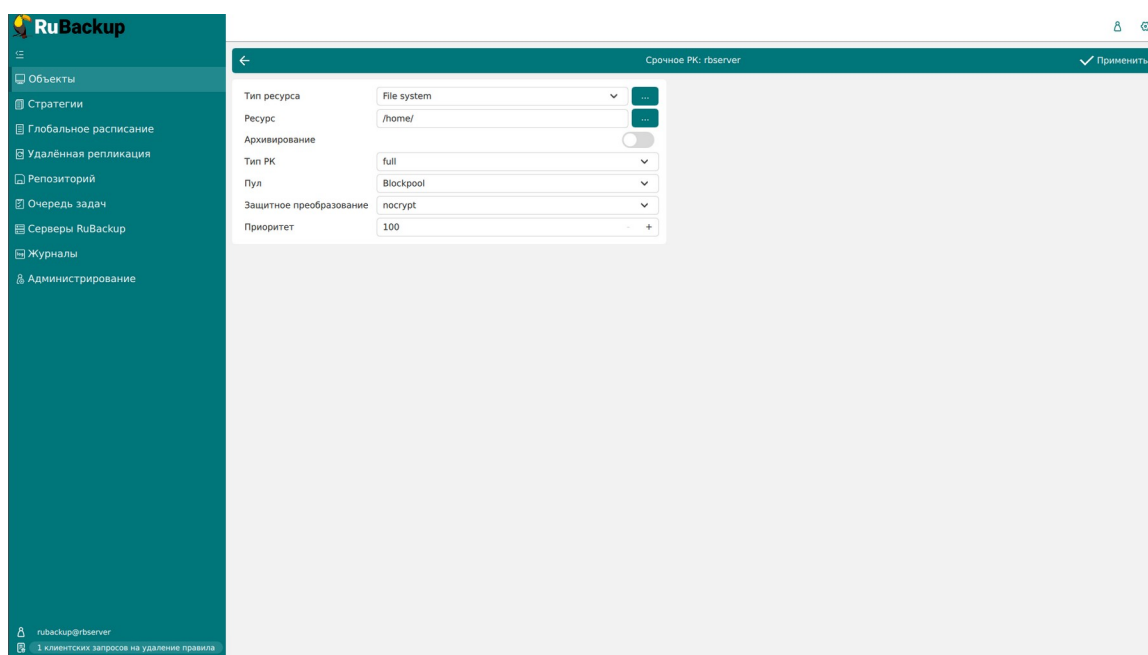 RuBackup
Объекты
Стратегии
Глобальное расписание
Удалённая репликация
Репозиторий
Очередь задач
Серверы RuBackup
Журналы
Администрирование
rubackup@rbserver
1 клиентских запросов на удаление правила
Срочное РК: rbserver
Применить
Тип ресурса File system ...
Ресурс /home/ ...
Архивирование
Тип РК full
Пул Blockpool
Защитное преобразование nocrypt
Приоритет 100 - +